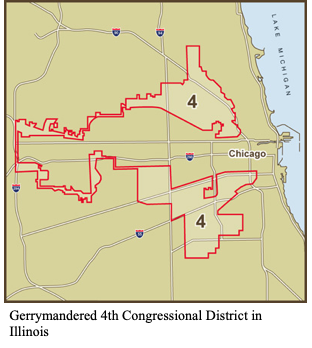 LAKE MICHIGAN
4
Chicago
4
Gerrymandered 4th Congressional District in
Illinois